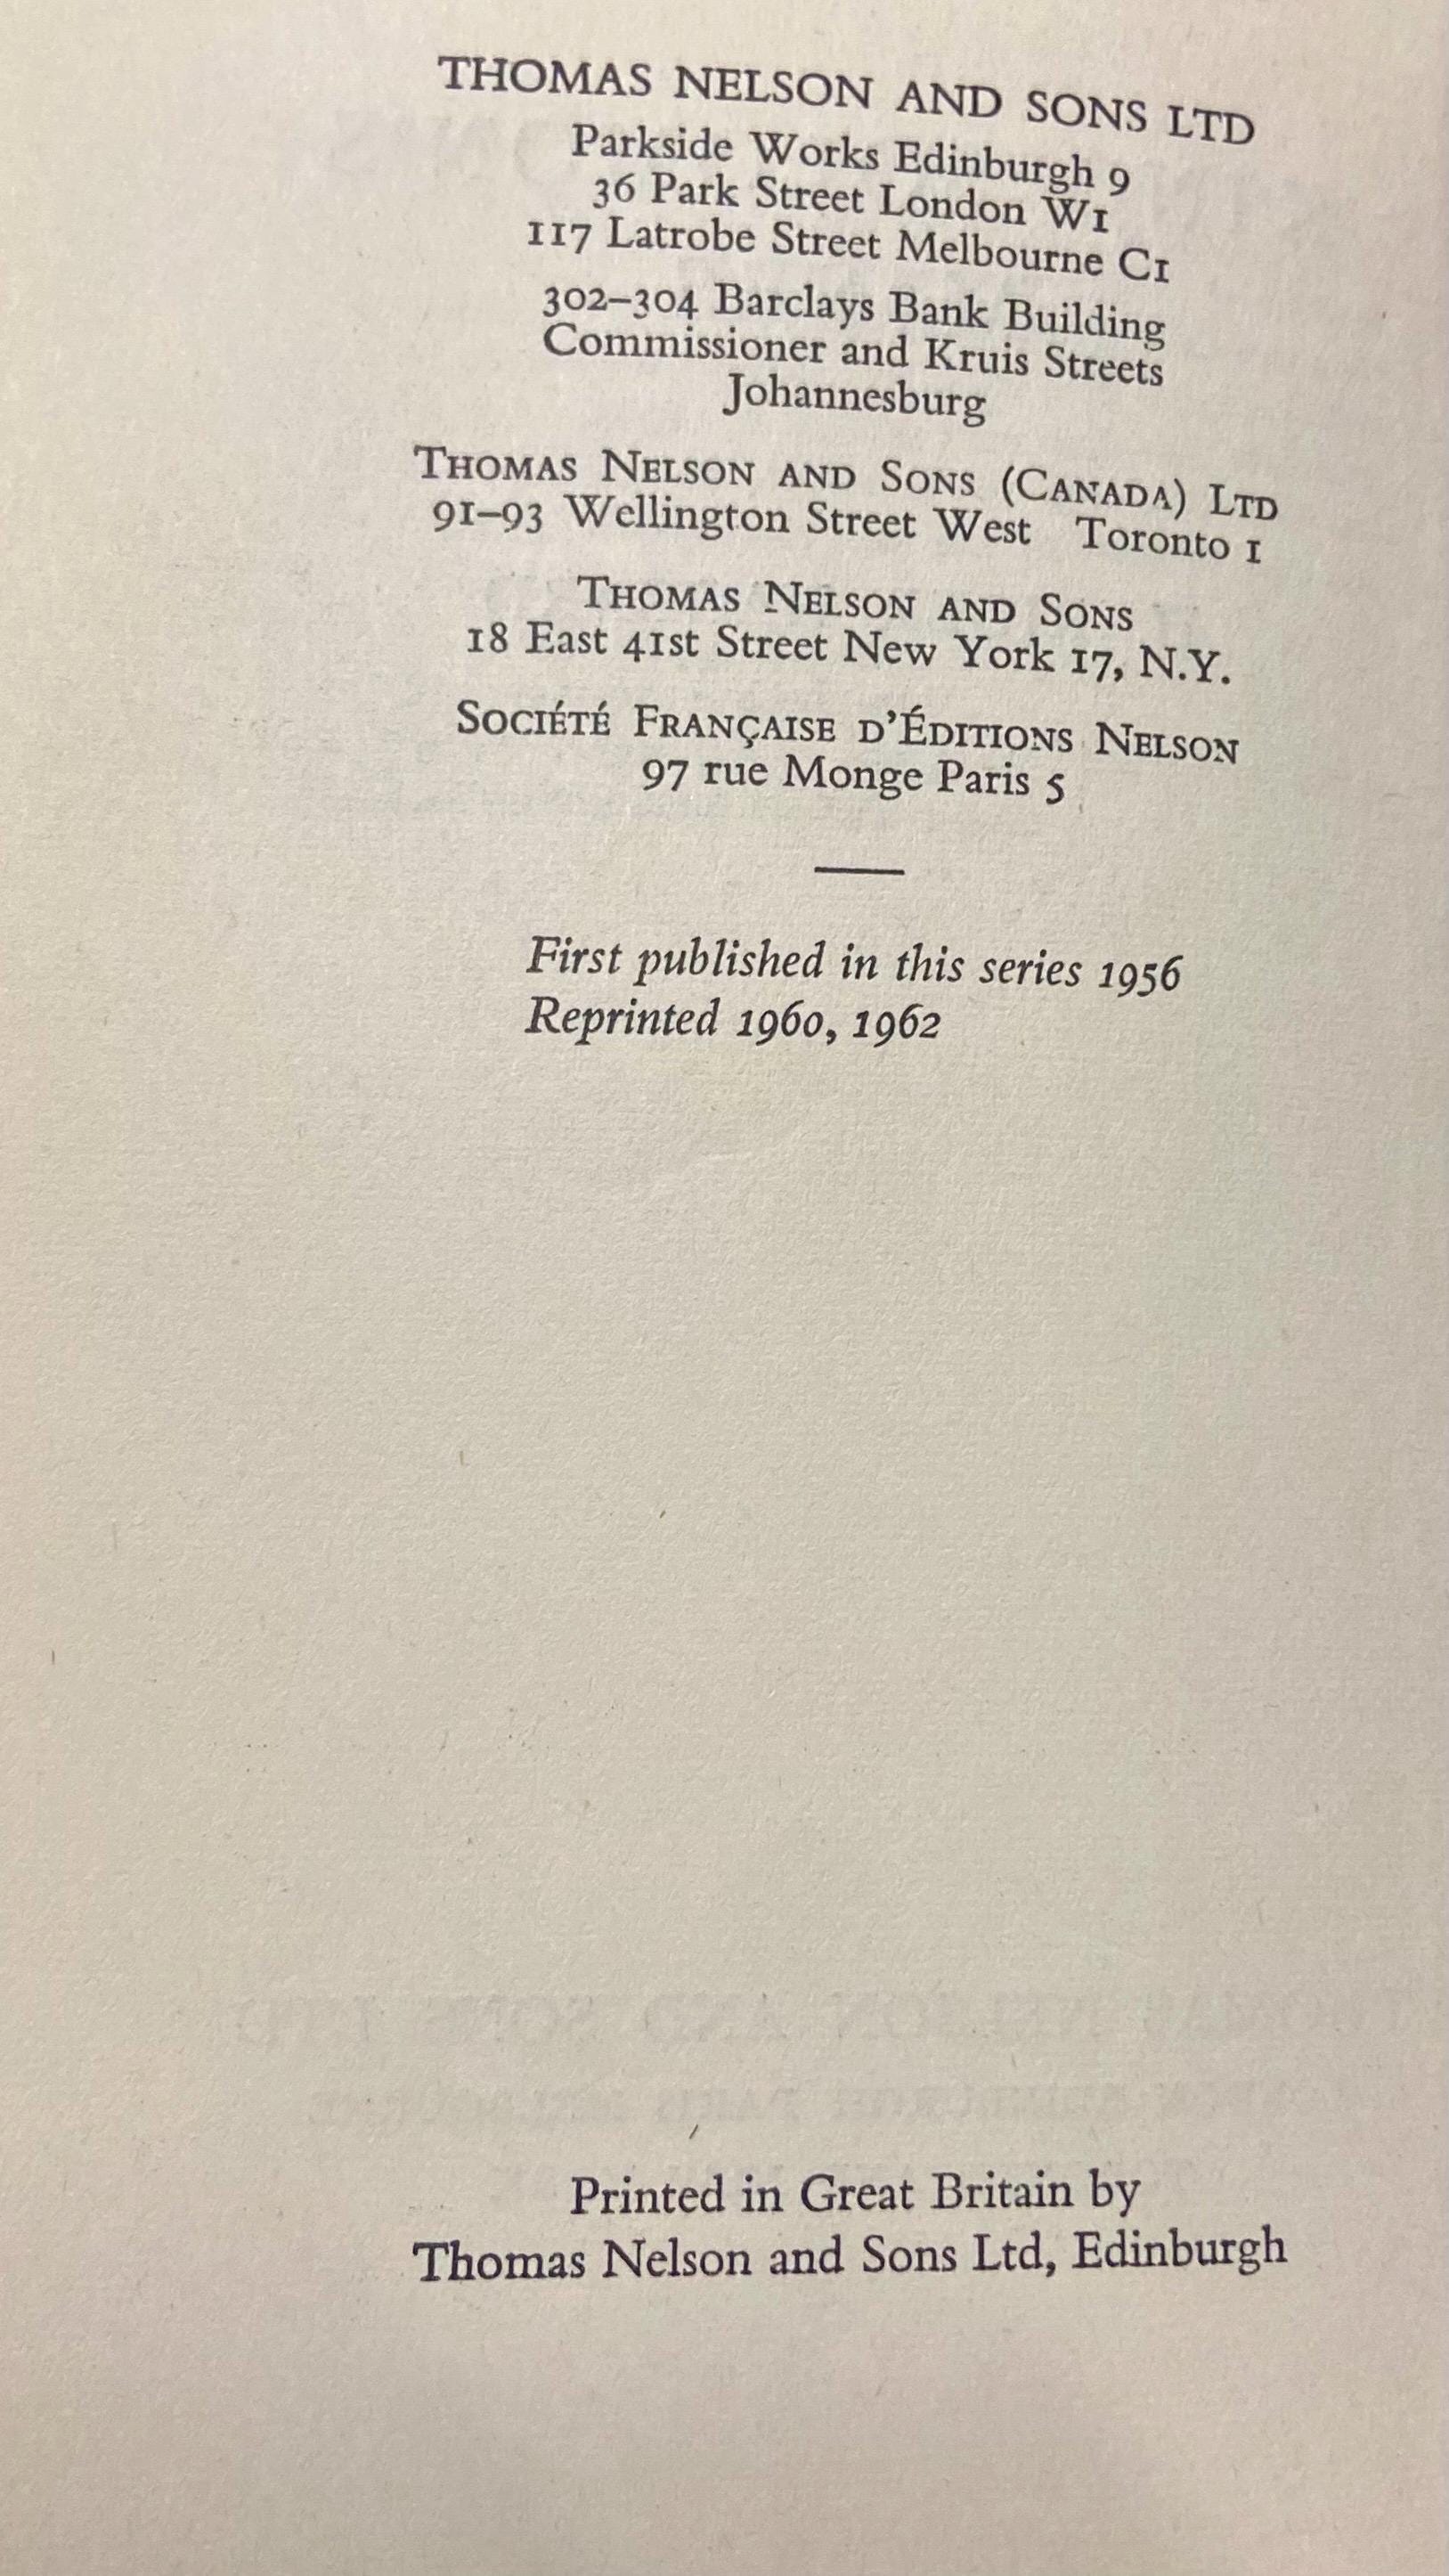 THOMAS NELSON AND SONS LTD
Parkside Works Edinburgh 9
36 Park Street London W1
117 Latrobe Street Melbourne C1
302–304 Barclays Bank Building
Commissioner and Kruis Streets
Johannesburg
THOMAS NELSON AND SONS (CANADA) LTD
91–93 Wellington Street West Toronto 1
THOMAS NELSON AND SONS
18 East 41st Street New York 17, N.Y.
SOCIÉTÉ FRANÇAISE D'ÉDITIONS NELSON
97 rue Monge Paris 5
First published in this series 1956
Reprinted 1960, 1962
Printed in Great Britain by
Thomas Nelson and Sons Ltd, Edinburgh